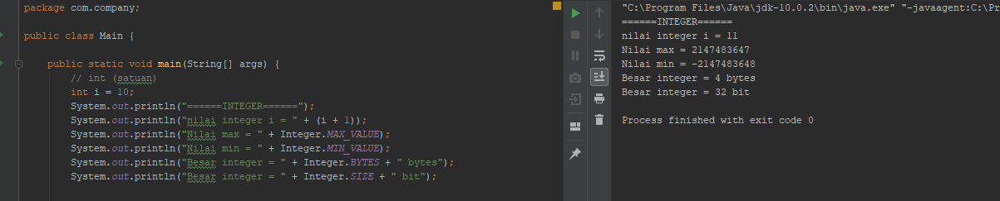 package com.company;
public class Main {
public static void main(String[] args) {
// int (satuan)
int i = 10;
System.out.println("======INTEGER======");
System.out.println("nilai integer i = " + (i + 1));
System.out.println("Nilai max = " + Integer.MAX_VALUE);
System.out.println("Nilai min = " + Integer.MIN_VALUE);
System.out.println("Besar integer = " + Integer.BYTES + " bytes");
System.out.println("Besar integer = " + Integer.SIZE + " bit");
"C:\Program Files\Java\jdk-10.0.2\bin\java.exe" "-javaagent:C:\Pr
======INTEGER======
nilai integer i = 11
Nilai max = 2147483647
Nilai min = -2147483648
Besar integer = 4 bytes
Besar integer = 32 bit
Process finished with exit code 0